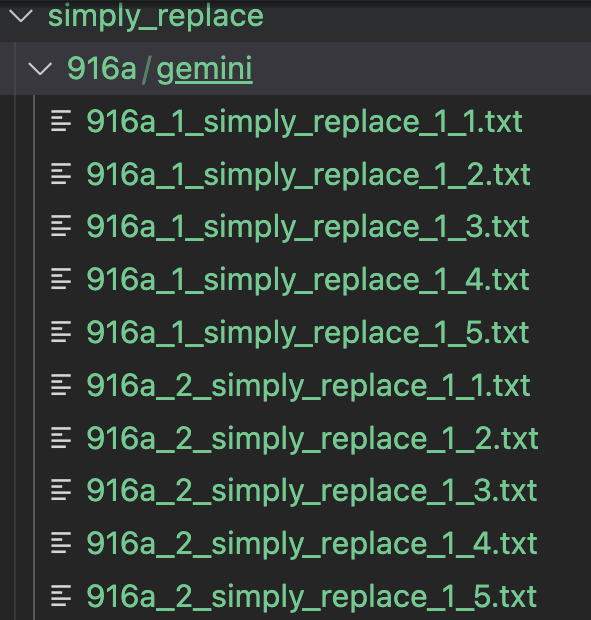 simply_replace
916a/gemini
916a_1_simply_replace_1_1.txt
916a_1_simply_replace_1_2.txt
916a_1_simply_replace_1_3.txt
916a_1_simply_replace_1_4.txt
916a_1_simply_replace_1_5.txt
916a_2_simply_replace_1_1.txt
916a_2_simply_replace_1_2.txt
916a_2_simply_replace_1_3.txt
916a_2_simply_replace_1_4.txt
916a_2_simply_replace_1_5.txt